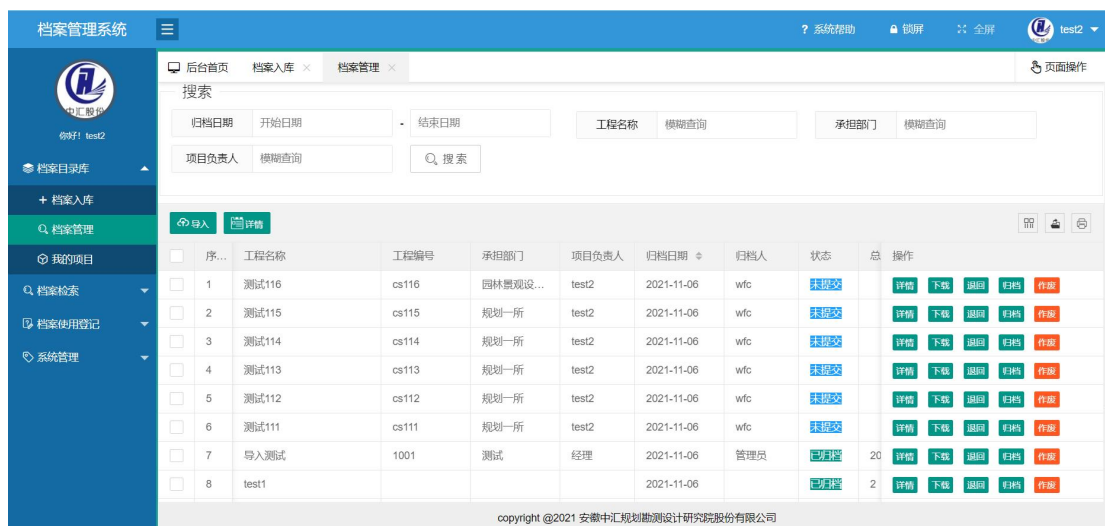 档案管理系统
? 系统帮助 锁屏 全屏 test2
中汇股份
你好！test2
档案目录库
+ 档案入库
档案管理
我的项目
档案检索
档案使用登记
系统管理
后台首页 档案入库 × 档案管理 × 页面操作
搜索
归档日期 开始日期 - 结束日期 工程名称 模糊查询 承担部门 模糊查询
项目负责人 模糊查询 搜索
导入 详情
序... 工程名称 工程编号 承担部门 项目负责人 归档日期 归档人 状态 总 操作
1 测试116 cs116 园林景观设... test2 2021-11-06 wfc 未提交 详情 下载 退回 归档 作废
2 测试115 cs115 规划一所 test2 2021-11-06 wfc 未提交 详情 下载 退回 归档 作废
3 测试114 cs114 规划一所 test2 2021-11-06 wfc 未提交 详情 下载 退回 归档 作废
4 测试113 cs113 规划一所 test2 2021-11-06 wfc 未提交 详情 下载 退回 归档 作废
5 测试112 cs112 规划一所 test2 2021-11-06 wfc 未提交 详情 下载 退回 归档 作废
6 测试111 cs111 规划一所 test2 2021-11-06 wfc 未提交 详情 下载 退回 归档 作废
7 导入测试 1001 测试 经理 2021-11-06 管理员 已归档 20 详情 下载 退回 归档 作废
8 test1 2021-11-06 已归档 2 详情 下载 退回 归档 作废
copyright @2021 安徽中汇规划勘测设计研究院股份有限公司